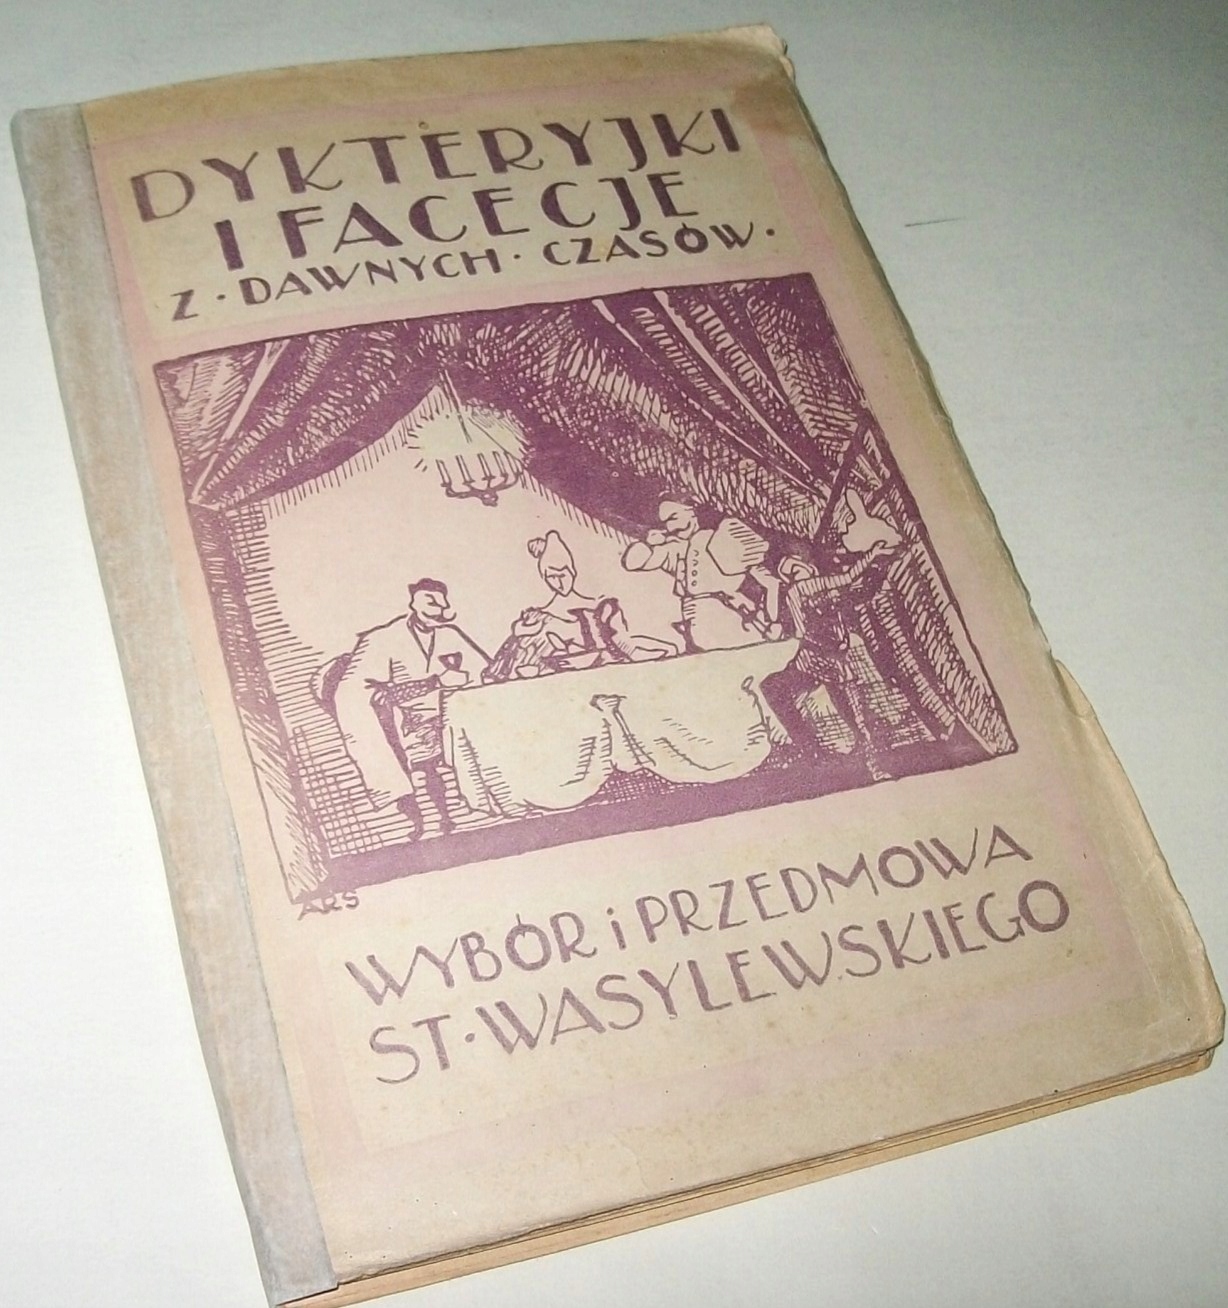 DYKTERYJKI
I FACECJE
Z · DAWNYCH · CZASÓW ·
ARS
WYBÓR i PRZEDMOWA
ST · WASYLEWSKIEGO